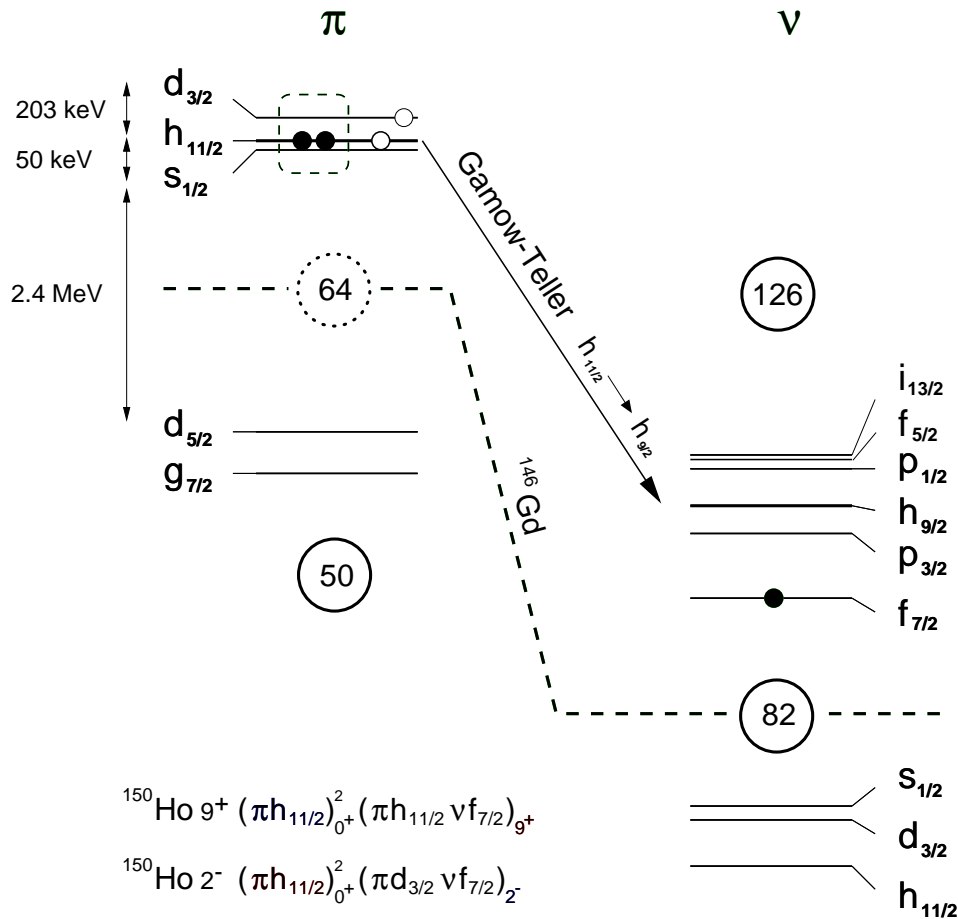 π ν
d3/2
203 keV
h11/2
50 keV
s1/2
Gamow-Teller
h11/2 → h9/2
2.4 MeV
64
126
i13/2
f5/2
d5/2
p1/2
g7/2
146Gd
h9/2
p3/2
50
f7/2
82
s1/2
d3/2
h11/2
150Ho 9+ (πh11/2)²0+ (πh11/2 νf7/2)9+
150Ho 2- (πh11/2)²0+ (πd3/2 νf7/2)2-